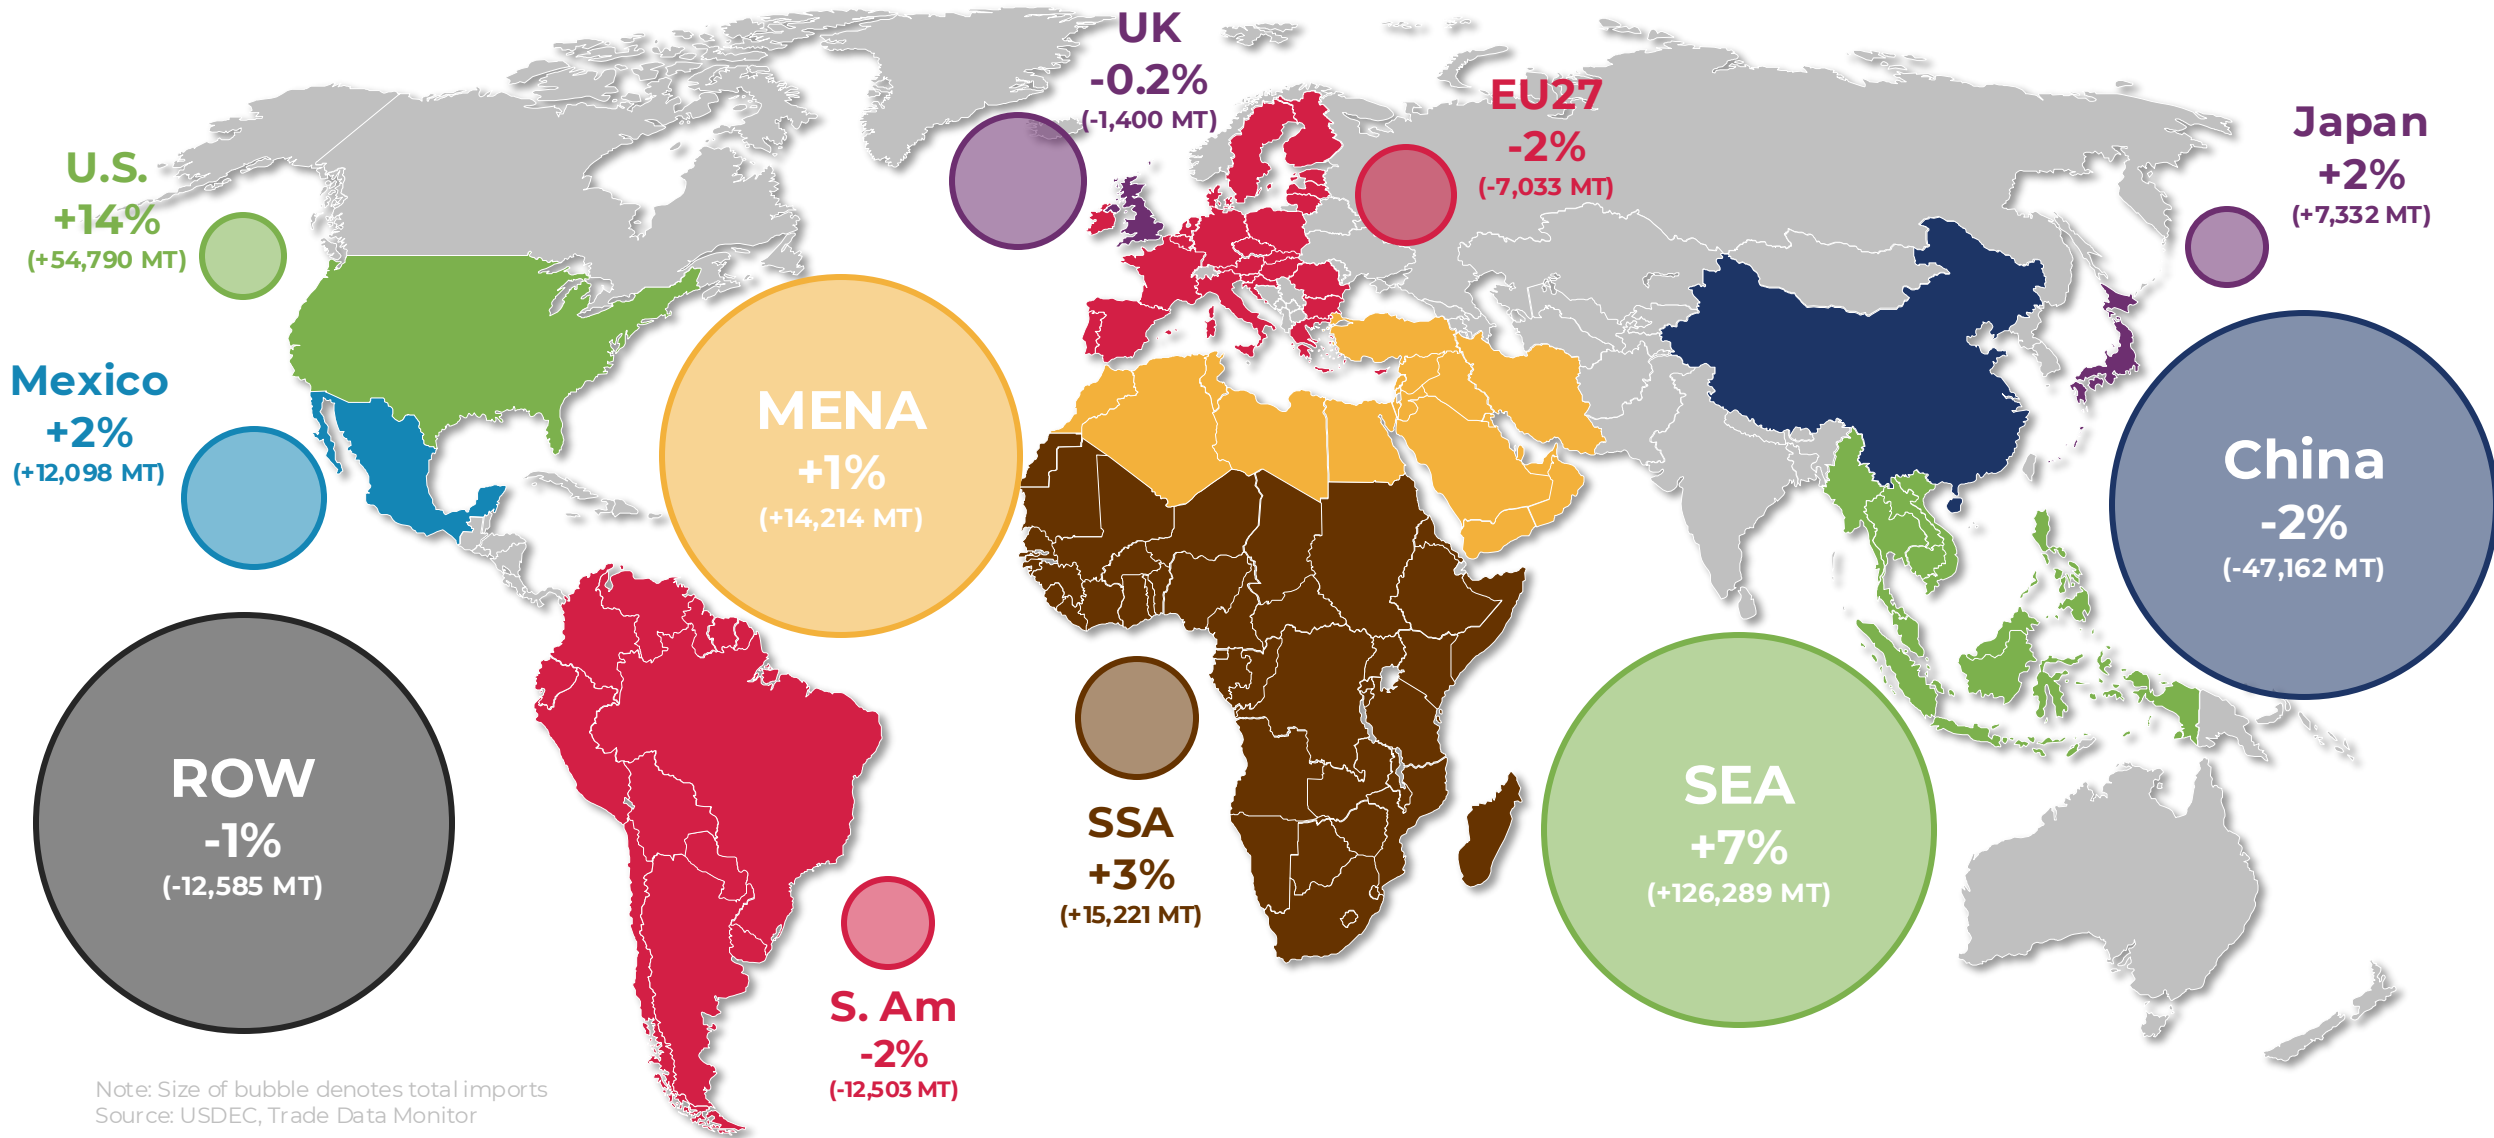 UK
-0.2%
(-1,400 MT)
EU27
-2%
(-7,033 MT)
Japan
+2%
(+7,332 MT)
U.S.
+14%
(+54,790 MT)
Mexico
+2%
(+12,098 MT)
MENA
+1%
(+14,214 MT)
China
-2%
(-47,162 MT)
ROW
-1%
(-12,585 MT)
SSA
+3%
(+15,221 MT)
SEA
+7%
(+126,289 MT)
S. Am
-2%
(-12,503 MT)
Note: Size of bubble denotes total imports
Source: USDEC, Trade Data Monitor